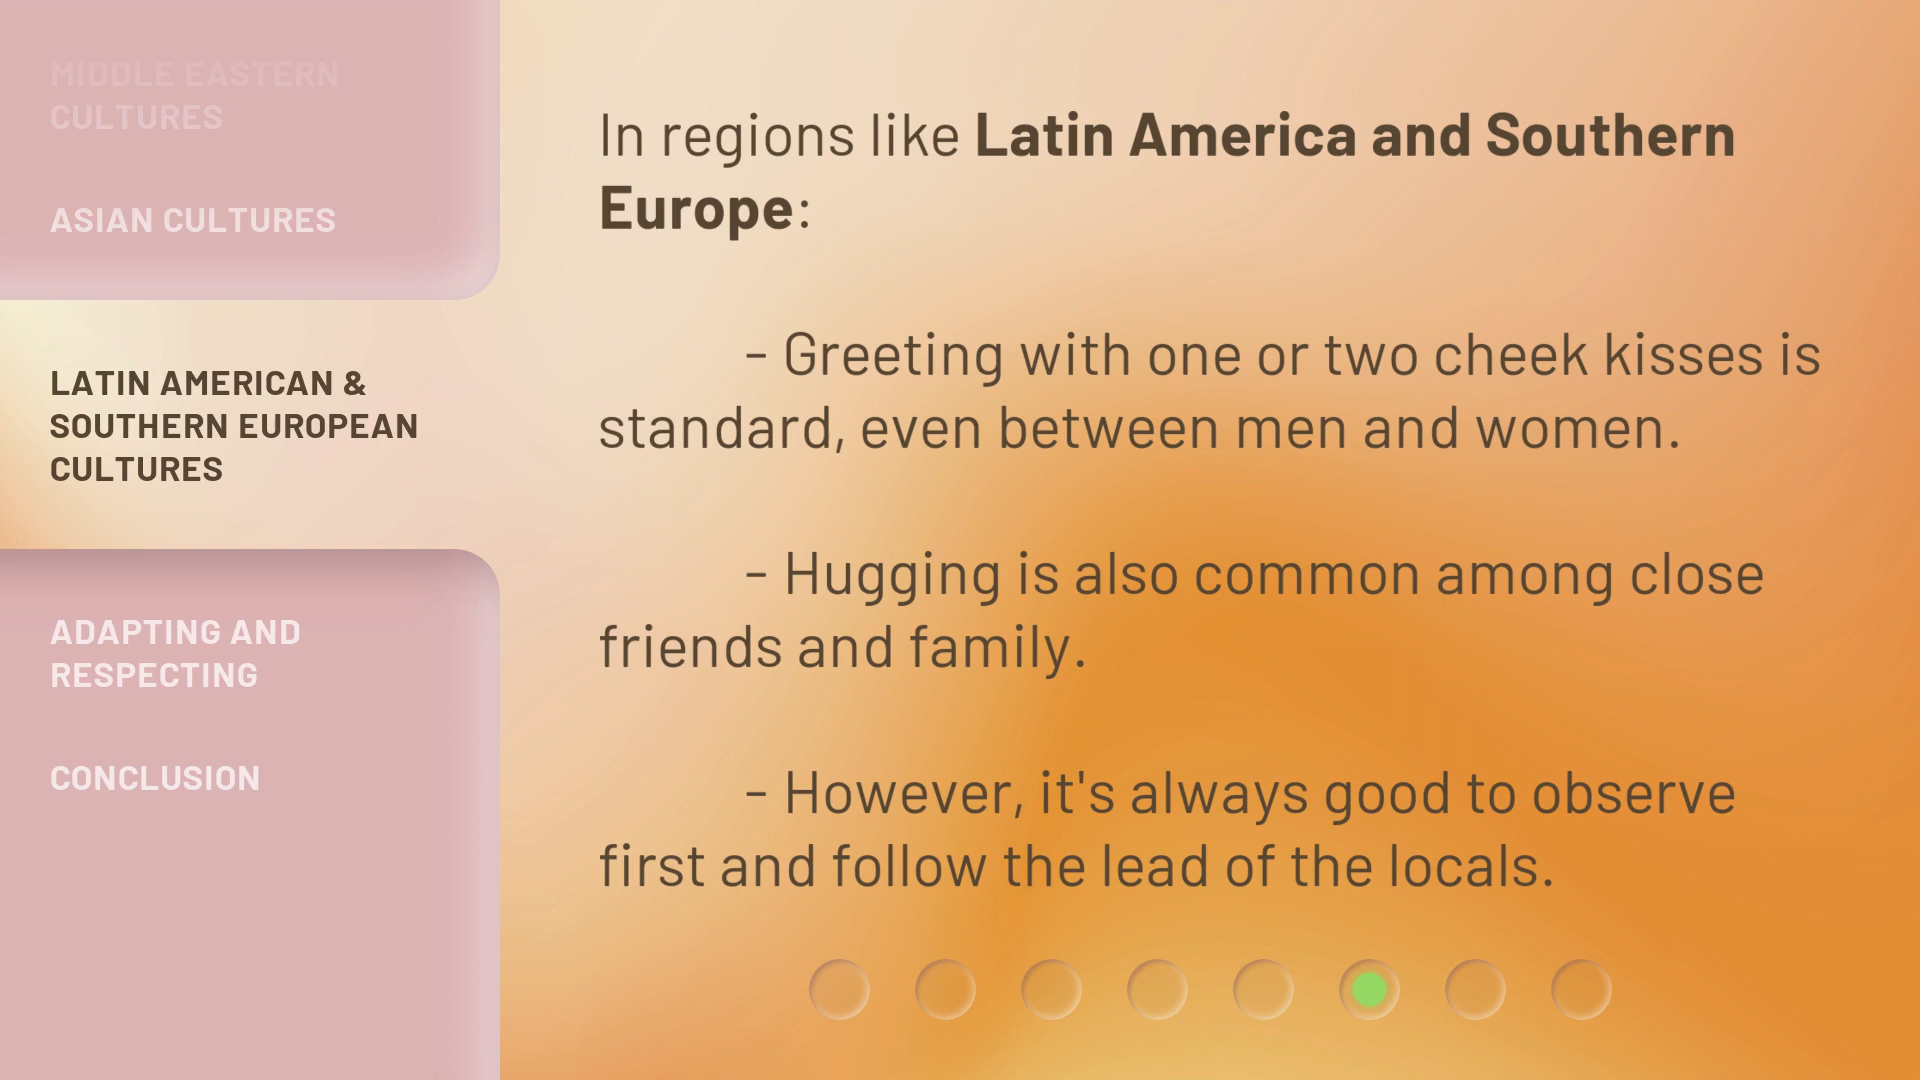 MIDDLE EASTERN
CULTURES
ASIAN CULTURES
LATIN AMERICAN &
SOUTHERN EUROPEAN
CULTURES
ADAPTING AND
RESPECTING
CONCLUSION
In regions like Latin America and Southern
Europe:
- Greeting with one or two cheek kisses is
standard, even between men and women.
- Hugging is also common among close
friends and family.
- However, it's always good to observe
first and follow the lead of the locals.